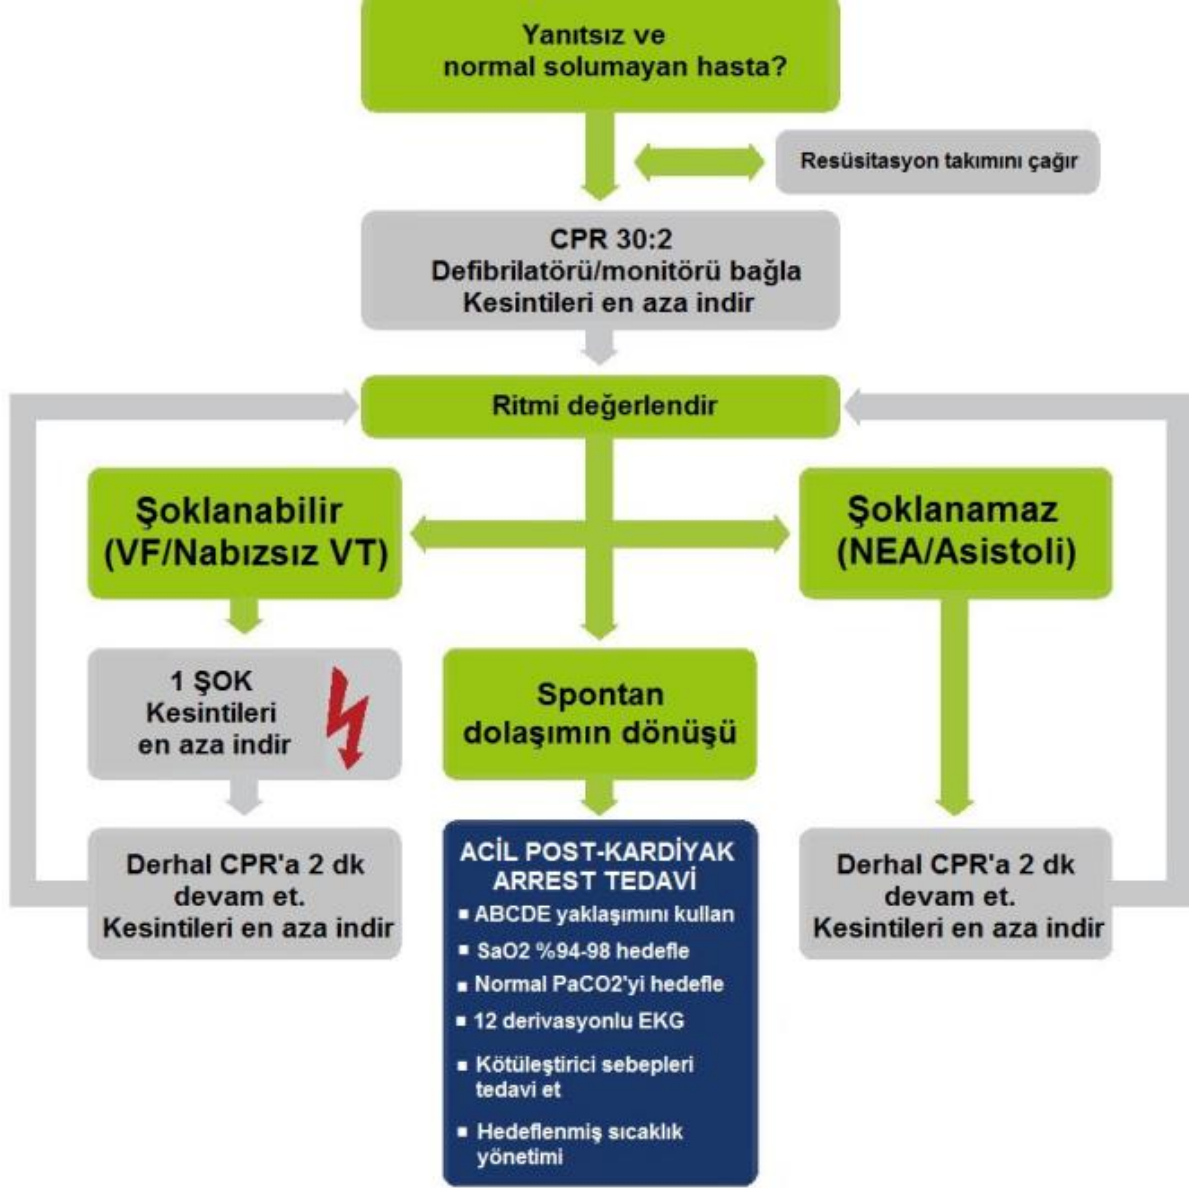 Yanıtsız ve
normal solumayan hasta?
Resüsitasyon takımını çağır
CPR 30:2
Defibrilatörü/monitörü bağla
Kesintileri en aza indir
Ritmi değerlendir
Şoklanabilir
(VF/Nabızsız VT)
Şoklanamaz
(NEA/Asistoli)
1 ŞOK
Kesintileri
en aza indir
Spontan
dolaşımın dönüşü
Derhal CPR'a 2 dk
devam et.
Kesintileri en aza indir
ACİL POST-KARDİYAK
ARREST TEDAVİ
▪ ABCDE yaklaşımını kullan
▪ SaO2 %94-98 hedefle
▪ Normal PaCO2'yi hedefle
▪ 12 derivasyonlu EKG
▪ Kötüleştirici sebepleri
tedavi et
▪ Hedeflenmiş sıcaklık
yönetimi
Derhal CPR'a 2 dk
devam et.
Kesintileri en aza indir